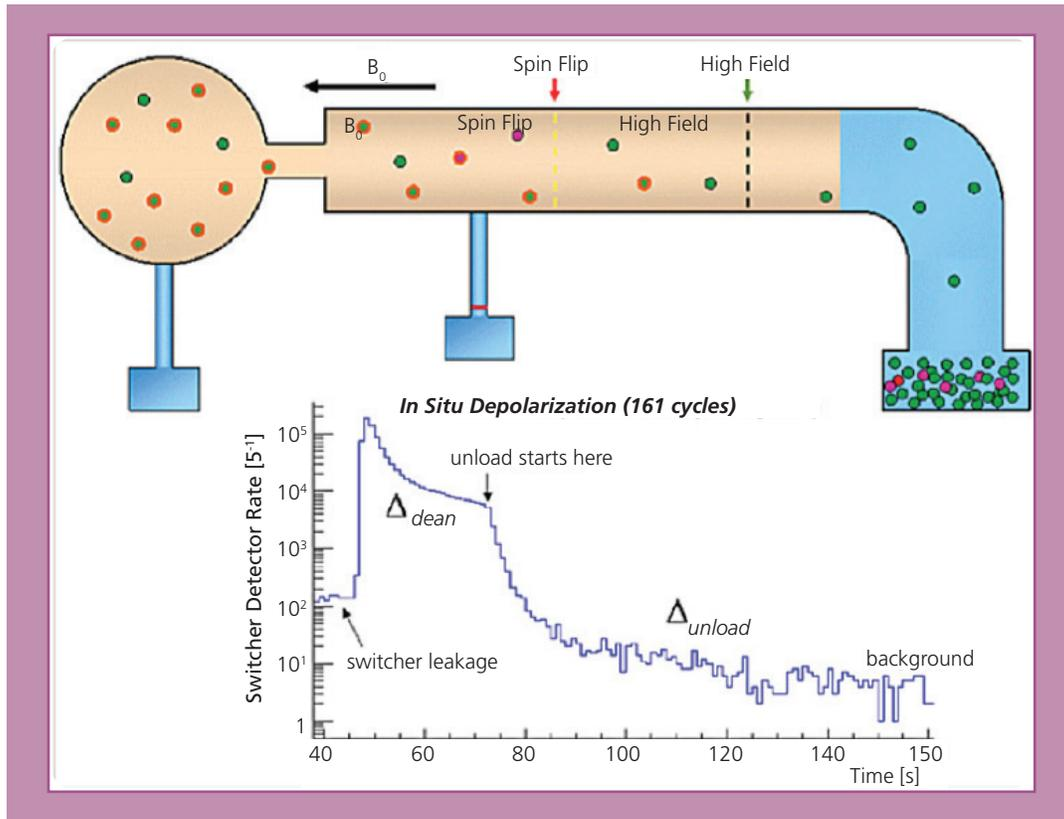 B₀
Spin Flip
High Field
B₀
Spin Flip
High Field
In Situ Depolarization (161 cycles)
Switcher Detector Rate [5⁻¹]
10⁵
10⁴
10³
10²
10¹
1
unload starts here
Δ dean
switcher leakage
Δ unload
background
40 60 80 100 120 140 150
Time [s]